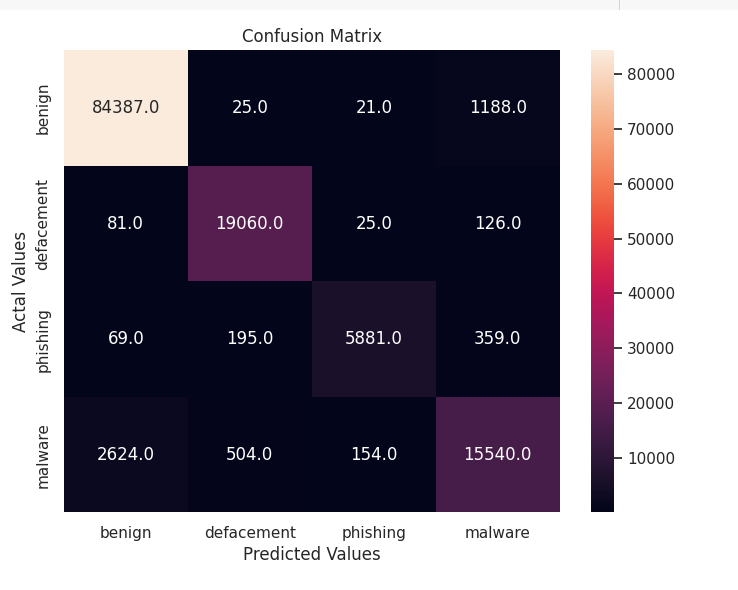 Confusion Matrix
benign
84387.0 25.0 21.0 1188.0
defacement
81.0 19060.0 25.0 126.0
phishing
69.0 195.0 5881.0 359.0
malware
2624.0 504.0 154.0 15540.0
Actal Values
benign defacement phishing malware
Predicted Values
80000
70000
60000
50000
40000
30000
20000
10000